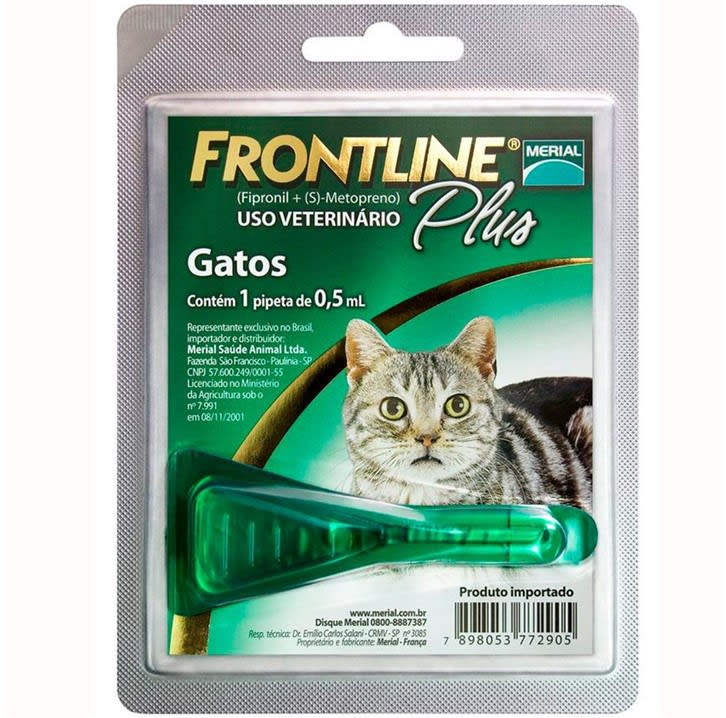 FRONTLINE®
MERIAL
(Fipronil + (S)-Metopreno)
USO VETERINÁRIO
Plus
Gatos
Contém 1 pipeta de 0,5 mL
Representante exclusivo no Brasil,
importador e distribuidor:
Merial Saúde Animal Ltda.
Fazenda São Francisco - Paulínia - SP
CNPJ 57.600.249/0001-55
Licenciado no Ministério
da Agricultura sob o
nº 7.991
em 08/11/2001
Produto importado
www.merial.com.br
Disque Merial 0800-8887387
Resp. técnica: Dr. Emílio Carlos Salani - CRMV - SP nº 3085
Proprietário e fabricante: Merial - França
7 898053 772905